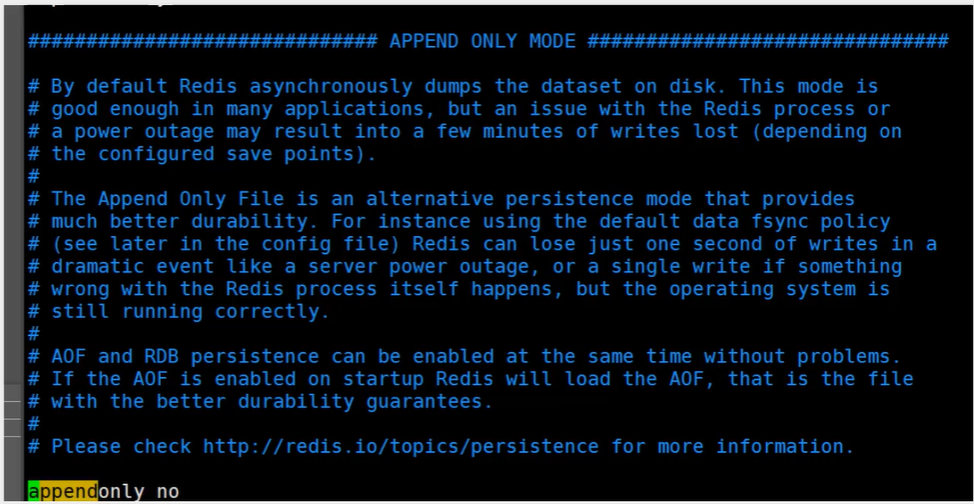 ############################## APPEND ONLY MODE ###############################
# By default Redis asynchronously dumps the dataset on disk. This mode is
# good enough in many applications, but an issue with the Redis process or
# a power outage may result into a few minutes of writes lost (depending on
# the configured save points).
#
# The Append Only File is an alternative persistence mode that provides
# much better durability. For instance using the default data fsync policy
# (see later in the config file) Redis can lose just one second of writes in a
# dramatic event like a server power outage, or a single write if something
# wrong with the Redis process itself happens, but the operating system is
# still running correctly.
#
# AOF and RDB persistence can be enabled at the same time without problems.
# If the AOF is enabled on startup Redis will load the AOF, that is the file
# with the better durability guarantees.
#
# Please check http://redis.io/topics/persistence for more information.
appendonly no